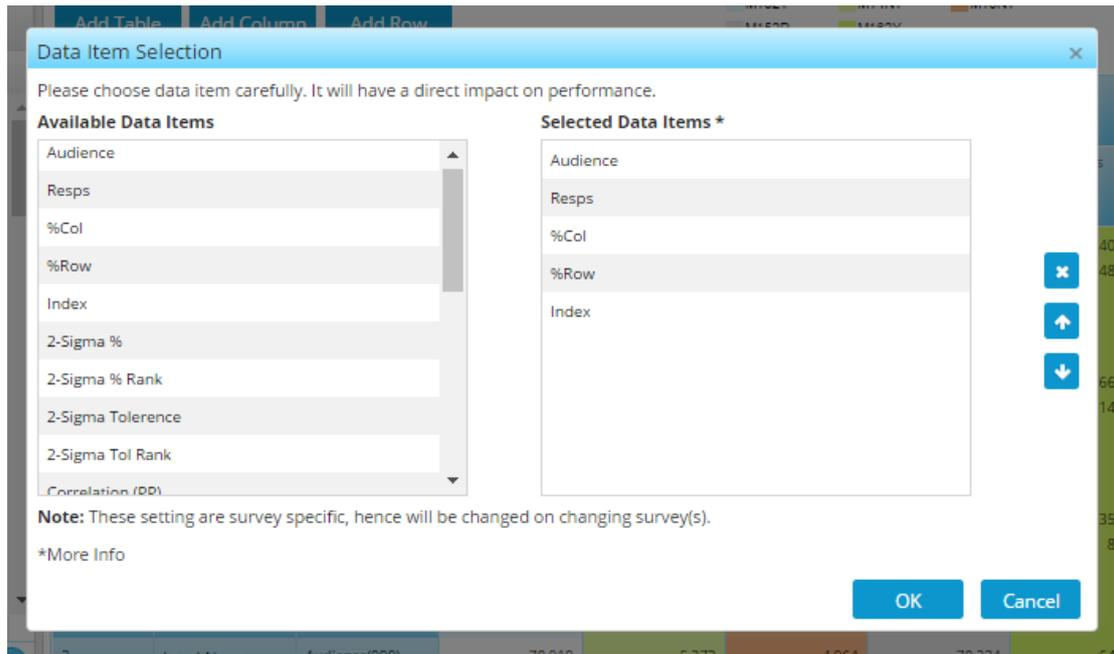 Add Table Add Column Add Row
M162Y
Data Item Selection
Please choose data item carefully. It will have a direct impact on performance.
Available Data Items
Selected Data Items *
Audience
Resps
%Col
%Row
Index
2-Sigma %
2-Sigma % Rank
2-Sigma Tolerence
2-Sigma Tol Rank
Correlation (PP)
Audience
Resps
%Col
%Row
Index
Note: These setting are survey specific, hence will be changed on changing survey(s).
*More Info
OK Cancel